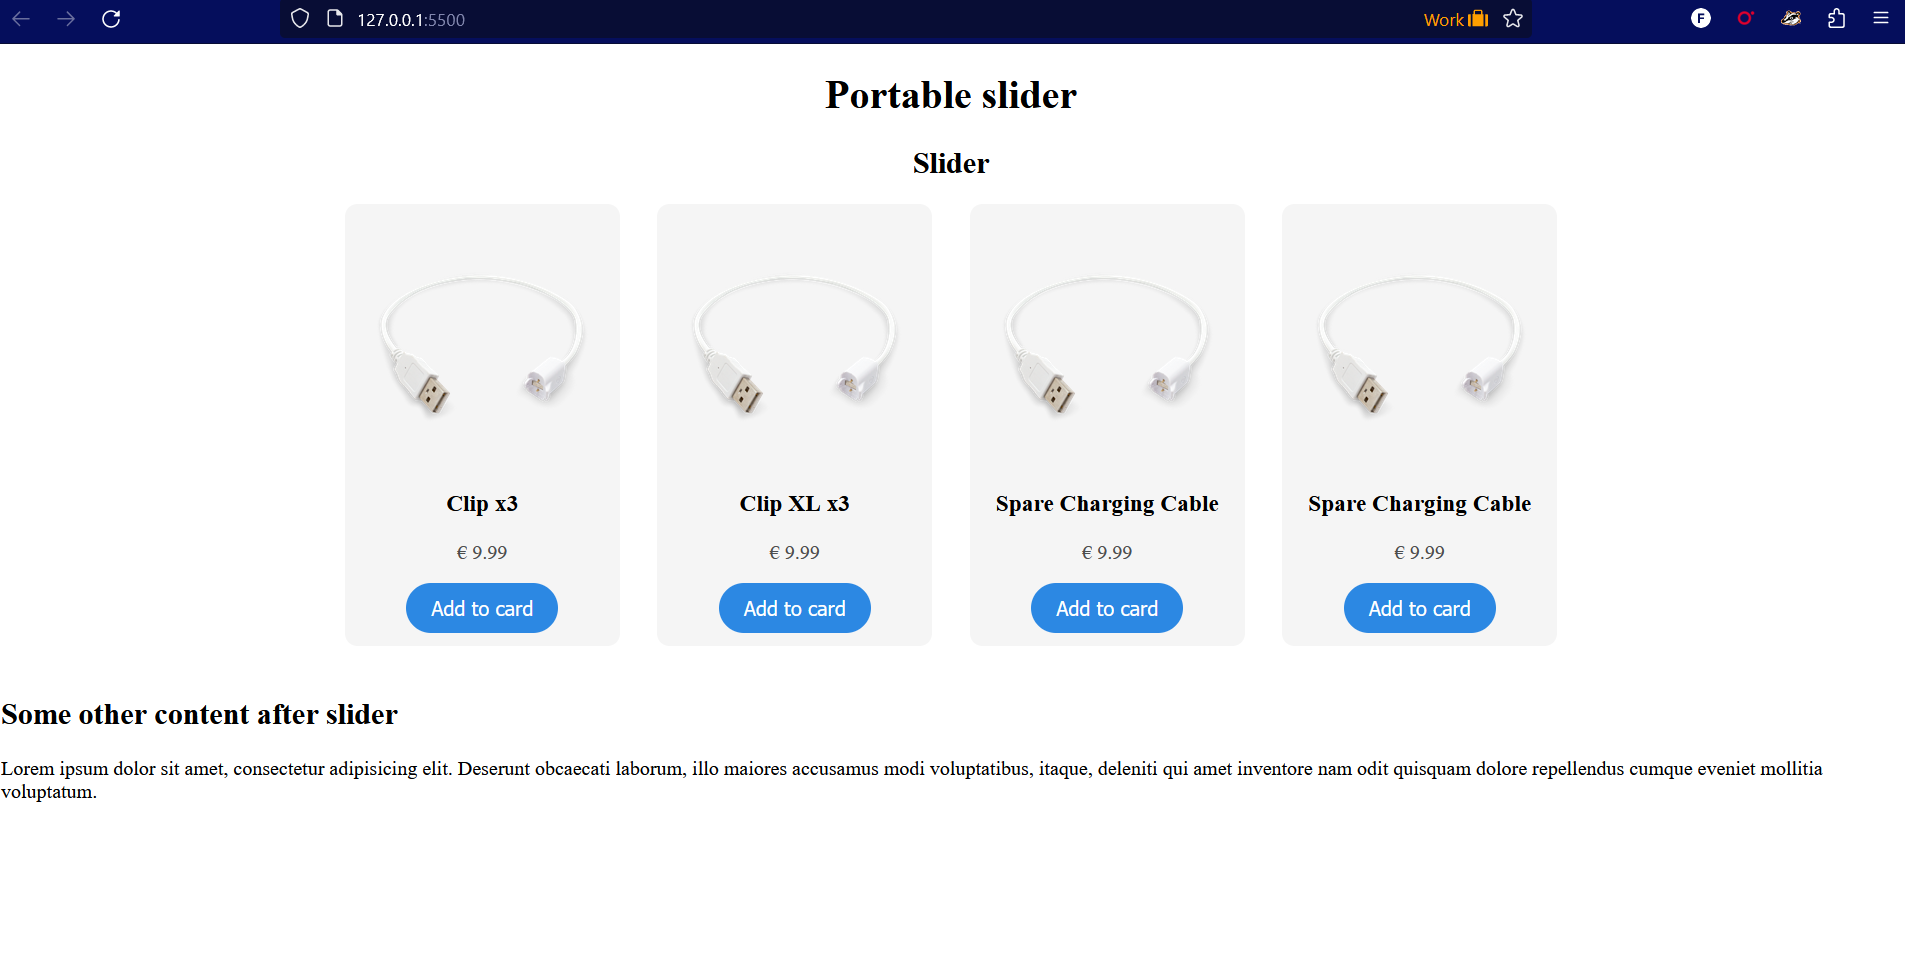 127.0.0.1:5500
Work
F
Portable slider
Slider
Clip x3
Clip XL x3
Spare Charging Cable
Spare Charging Cable
€ 9.99
€ 9.99
€ 9.99
€ 9.99
Add to card
Add to card
Add to card
Add to card
Some other content after slider
Lorem ipsum dolor sit amet, consectetur adipisicing elit. Deserunt obcaecati laborum, illo maiores accusamus modi voluptatibus, itaque, deleniti qui amet inventore nam odit quisquam dolore repellendus cumque eveniet mollitia
voluptatum.